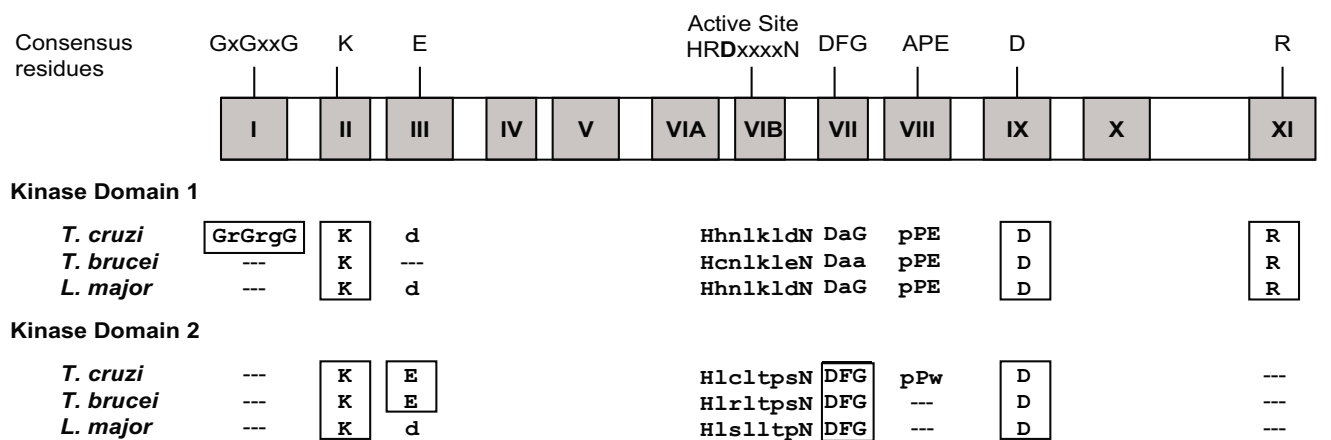 Active Site
Consensus GxGxxG K E HRDxxxxN DFG APE D R
residues
I II III IV V VIA VIB VII VIII IX X XI
Kinase Domain 1
T. cruzi GrGrgG K d HhnlkldN DaG pPE D R
T. brucei --- K --- HcnlkleN Daa pPE D R
L. major --- K d HhnlkldN DaG pPE D R
Kinase Domain 2
T. cruzi --- K E HlcltpsN DFG pPw D ---
T. brucei --- K E HlrltpsN DFG --- D ---
L. major --- K d HlslltpN DFG --- D ---